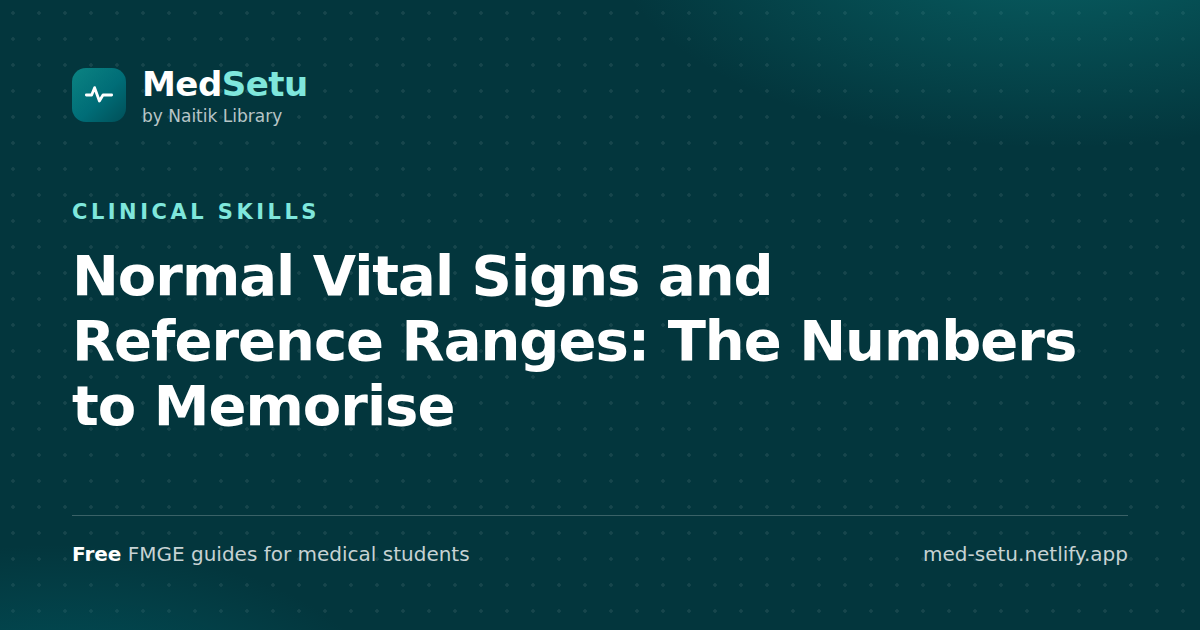 MedSetu
by Naitik Library
CLINICAL SKILLS
Normal Vital Signs and
Reference Ranges: The Numbers
to Memorise
Free FMGE guides for medical students
med-setu.netlify.app